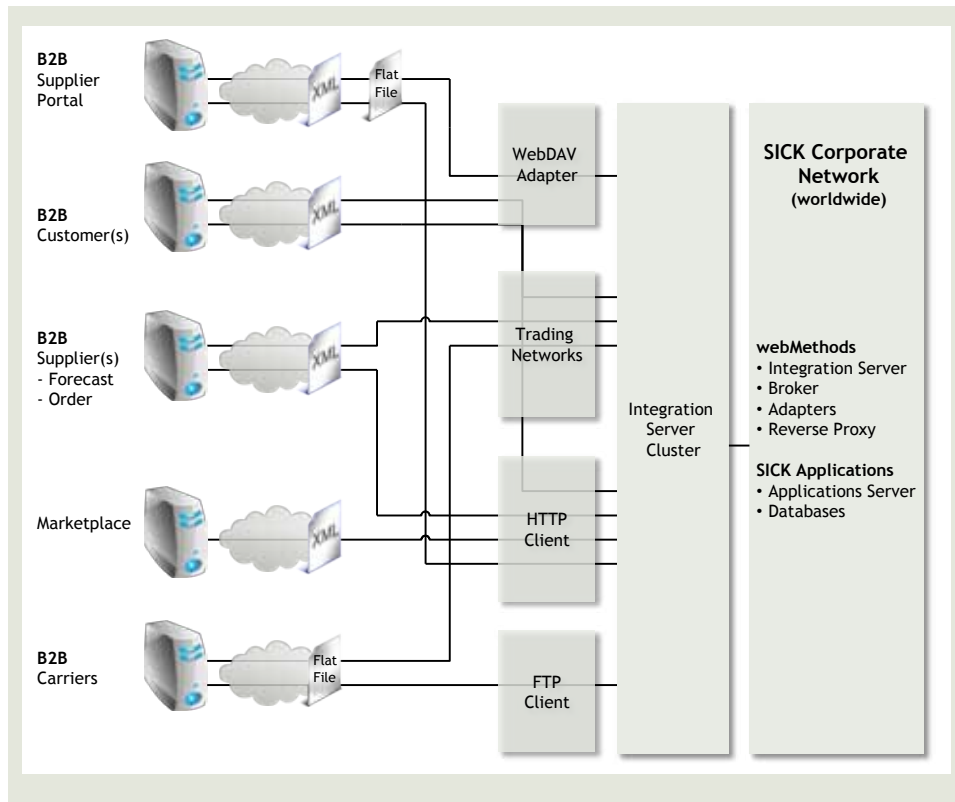 B2B
Supplier
Portal
XML
Flat
File
B2B
Customer(s)
XML
B2B
Supplier(s)
- Forecast
- Order
XML
Marketplace
XML
B2B
Carriers
Flat
File
WebDAV
Adapter
Trading
Networks
HTTP
Client
FTP
Client
Integration
Server
Cluster
SICK Corporate
Network
(worldwide)
webMethods
• Integration Server
• Broker
• Adapters
• Reverse Proxy
SICK Applications
• Applications Server
• Databases